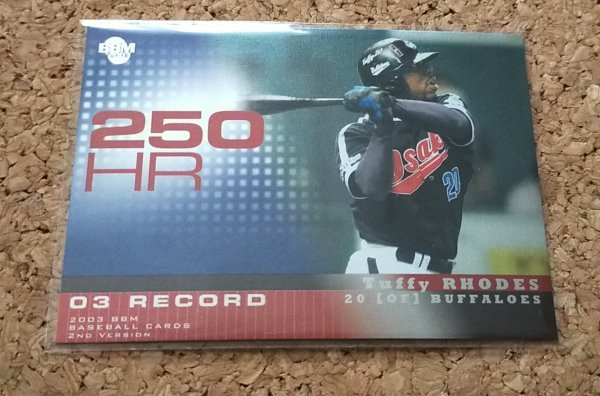 BBM
250
HR
Osaka
20
Tuffy RHODES
20 [OF] BUFFALOES
03 RECORD
2003 BBM
BASEBALL CARDS
2ND VERSION